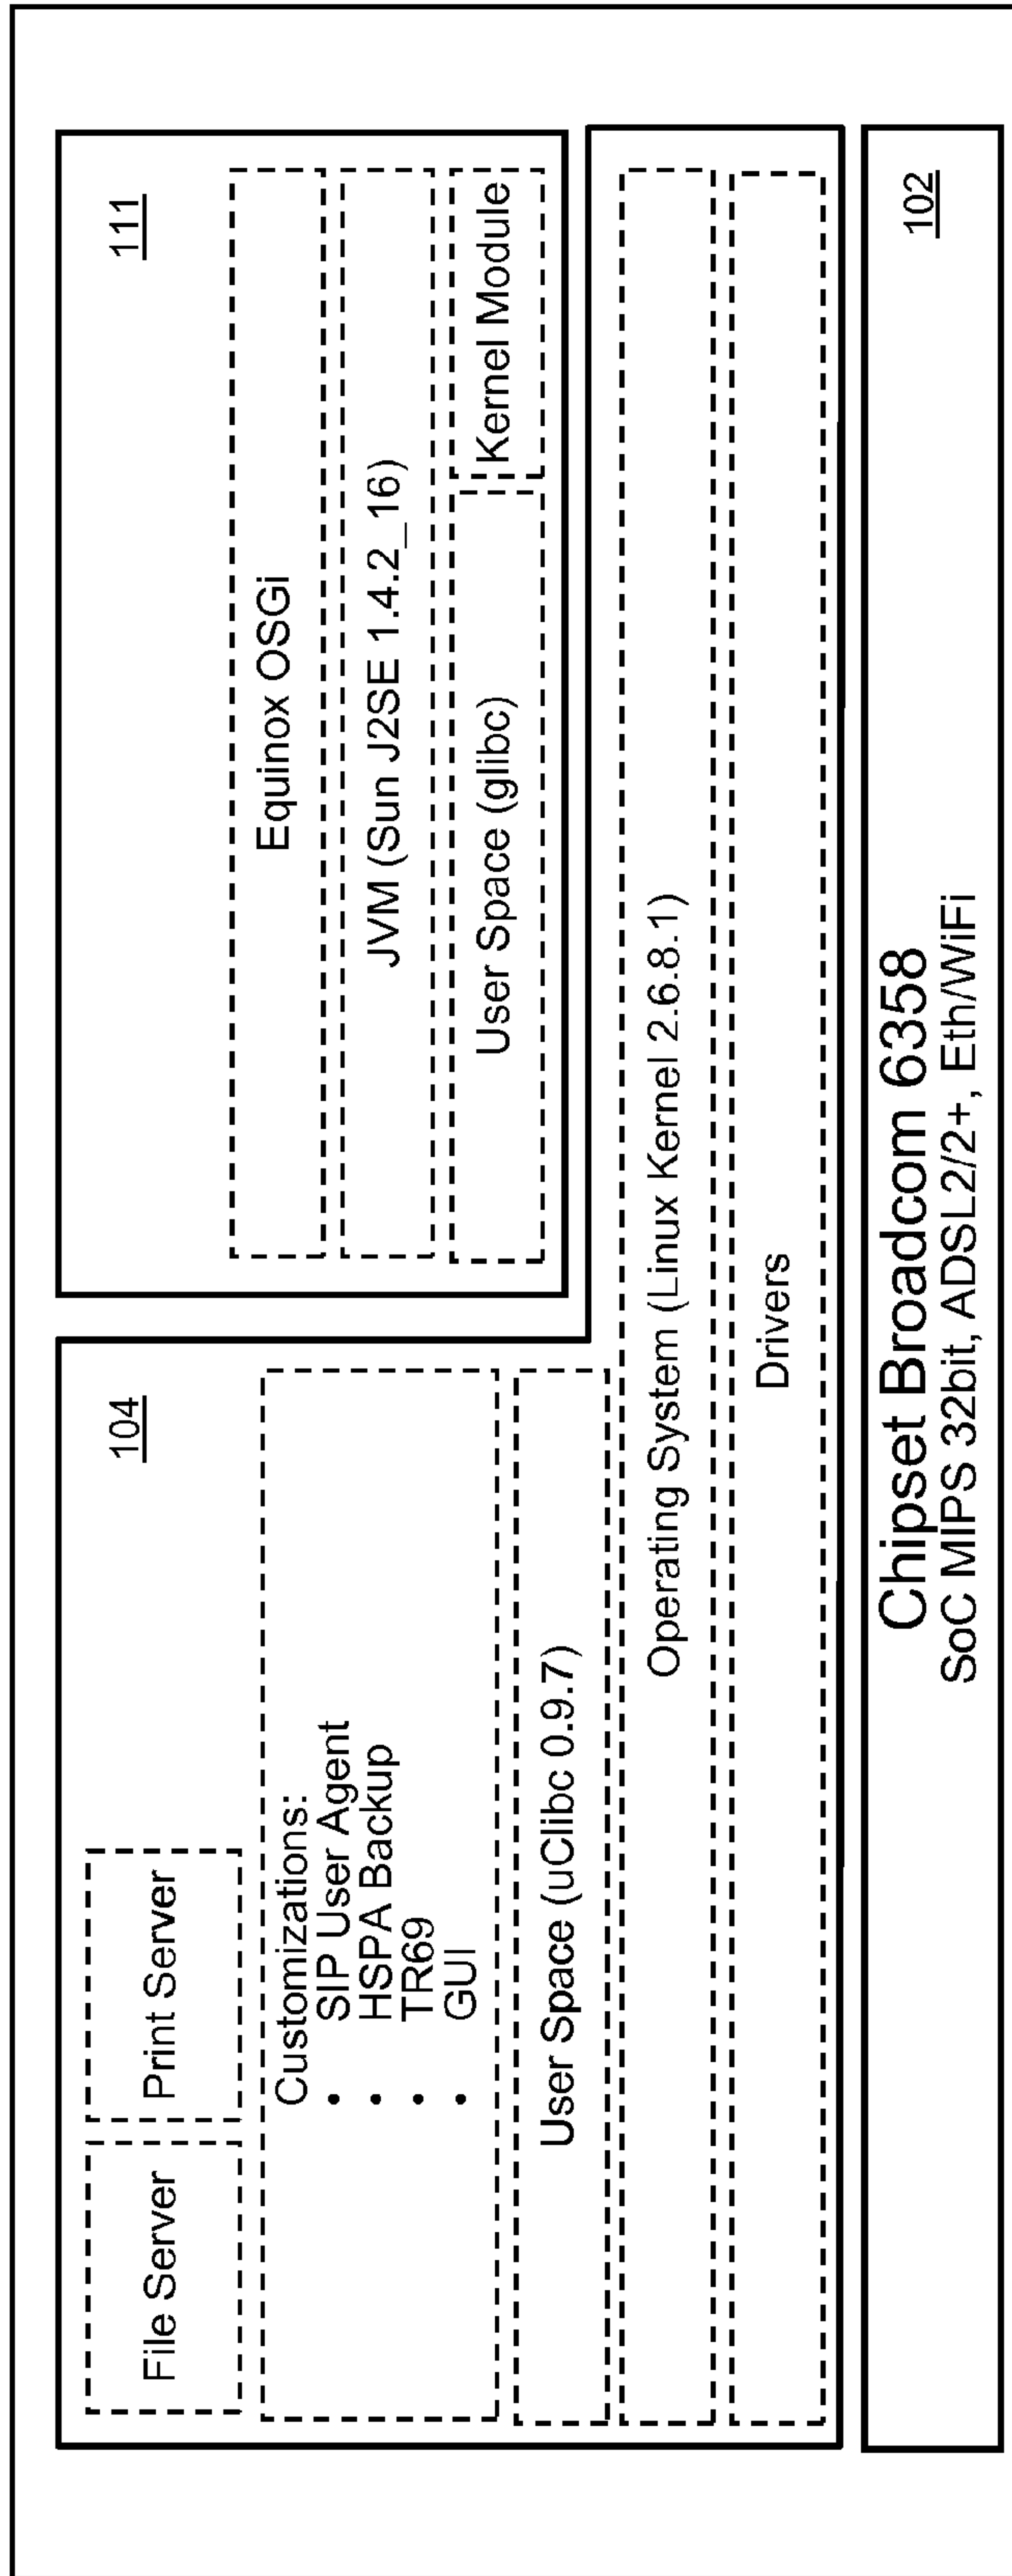 104
File Server
Print Server
Customizations:
• SIP User Agent
• HSPA Backup
• TR69
• GUI
User Space (uClibc 0.9.7)
111
Equinox OSGi
JVM (Sun J2SE 1.4.2_16)
User Space (glibc)
Kernel Module
Operating System (Linux Kernel 2.6.8.1)
Drivers
102
Chipset Broadcom 6358
SoC MIPS 32bit, ADSL2/2+, Eth/WiFi